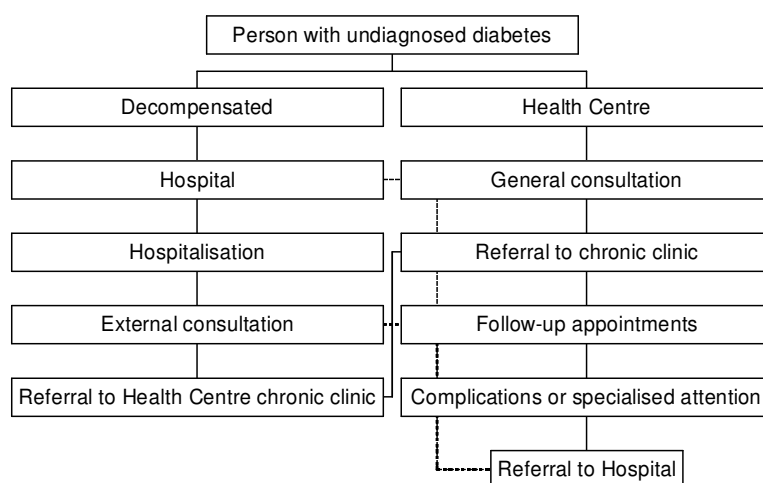 Person with undiagnosed diabetes
Decompensated
Health Centre
Hospital
General consultation
Hospitalisation
Referral to chronic clinic
External consultation
Follow-up appointments
Referral to Health Centre chronic clinic
Complications or specialised attention
Referral to Hospital